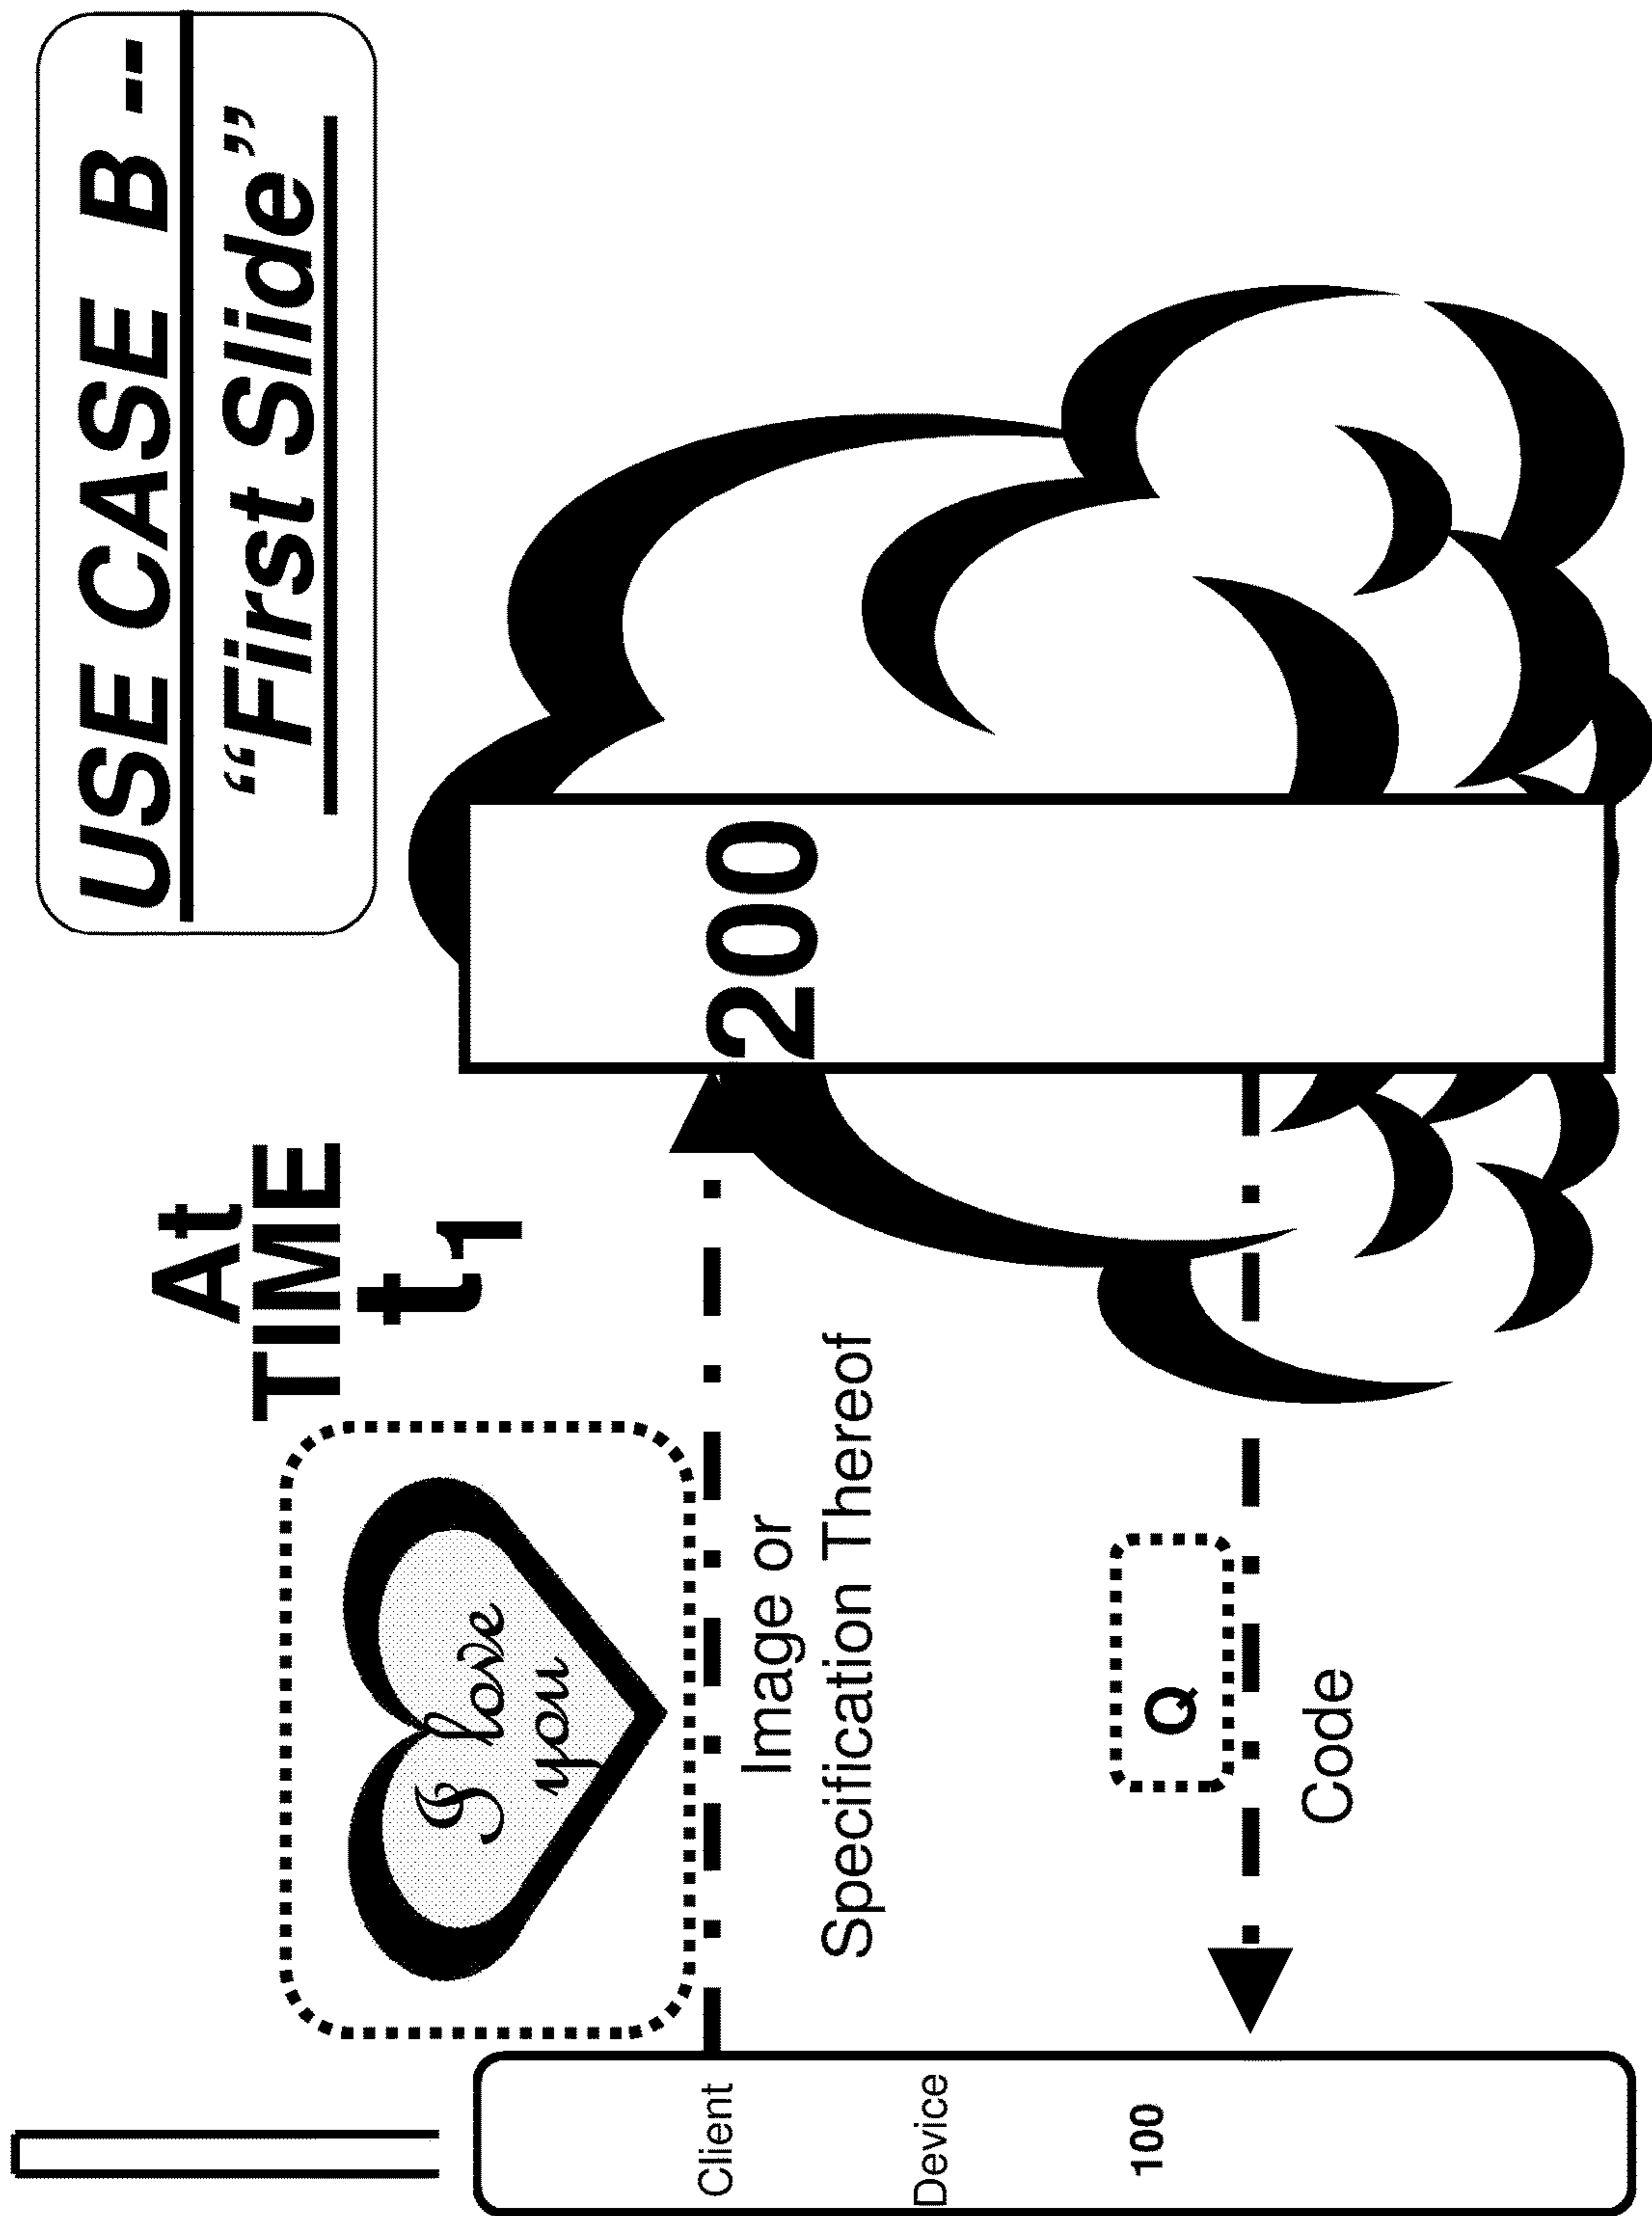 USE CASE B --
“First Slide”
At
TIME
t1
I love
you
Image or
Specification Thereof
200
Q
Code
Client
Device
100